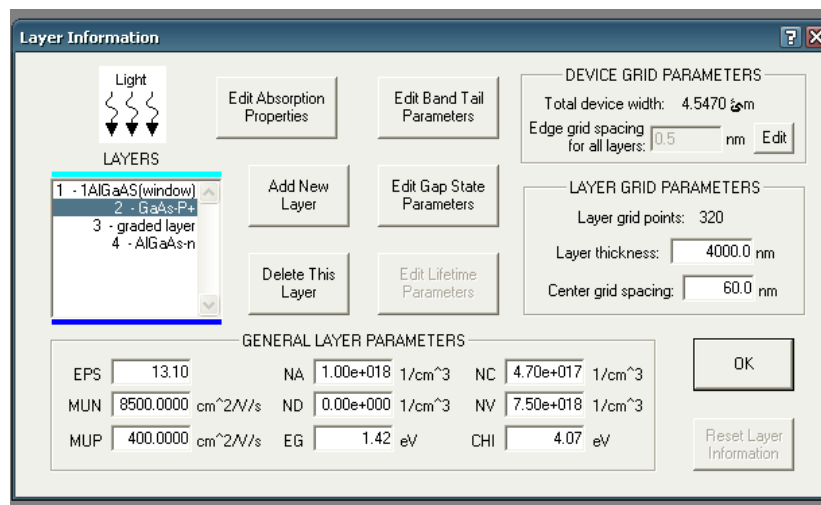 Layer Information
Light
LAYERS
1 - 1AlGaAS(window)
2 - GaAs-P+
3 - graded layer
4 - AlGaAs-n
Edit Absorption
Properties
Edit Band Tail
Parameters
Add New
Layer
Edit Gap State
Parameters
Delete This
Layer
Edit Lifetime
Parameters
DEVICE GRID PARAMETERS
Total device width: 4.5470
Edge grid spacing
for all layers: 0.5 nm Edit
LAYER GRID PARAMETERS
Layer grid points: 320
Layer thickness: 4000.0 nm
Center grid spacing: 60.0 nm
GENERAL LAYER PARAMETERS
EPS 13.10 NA 1.00e+018 1/cm^3 NC 4.70e+017 1/cm^3
MUN 8500.0000 cm^2/V/s ND 0.00e+000 1/cm^3 NV 7.50e+018 1/cm^3
MUP 400.0000 cm^2/V/s EG 1.42 eV CHI 4.07 eV
OK
Reset Layer
Information